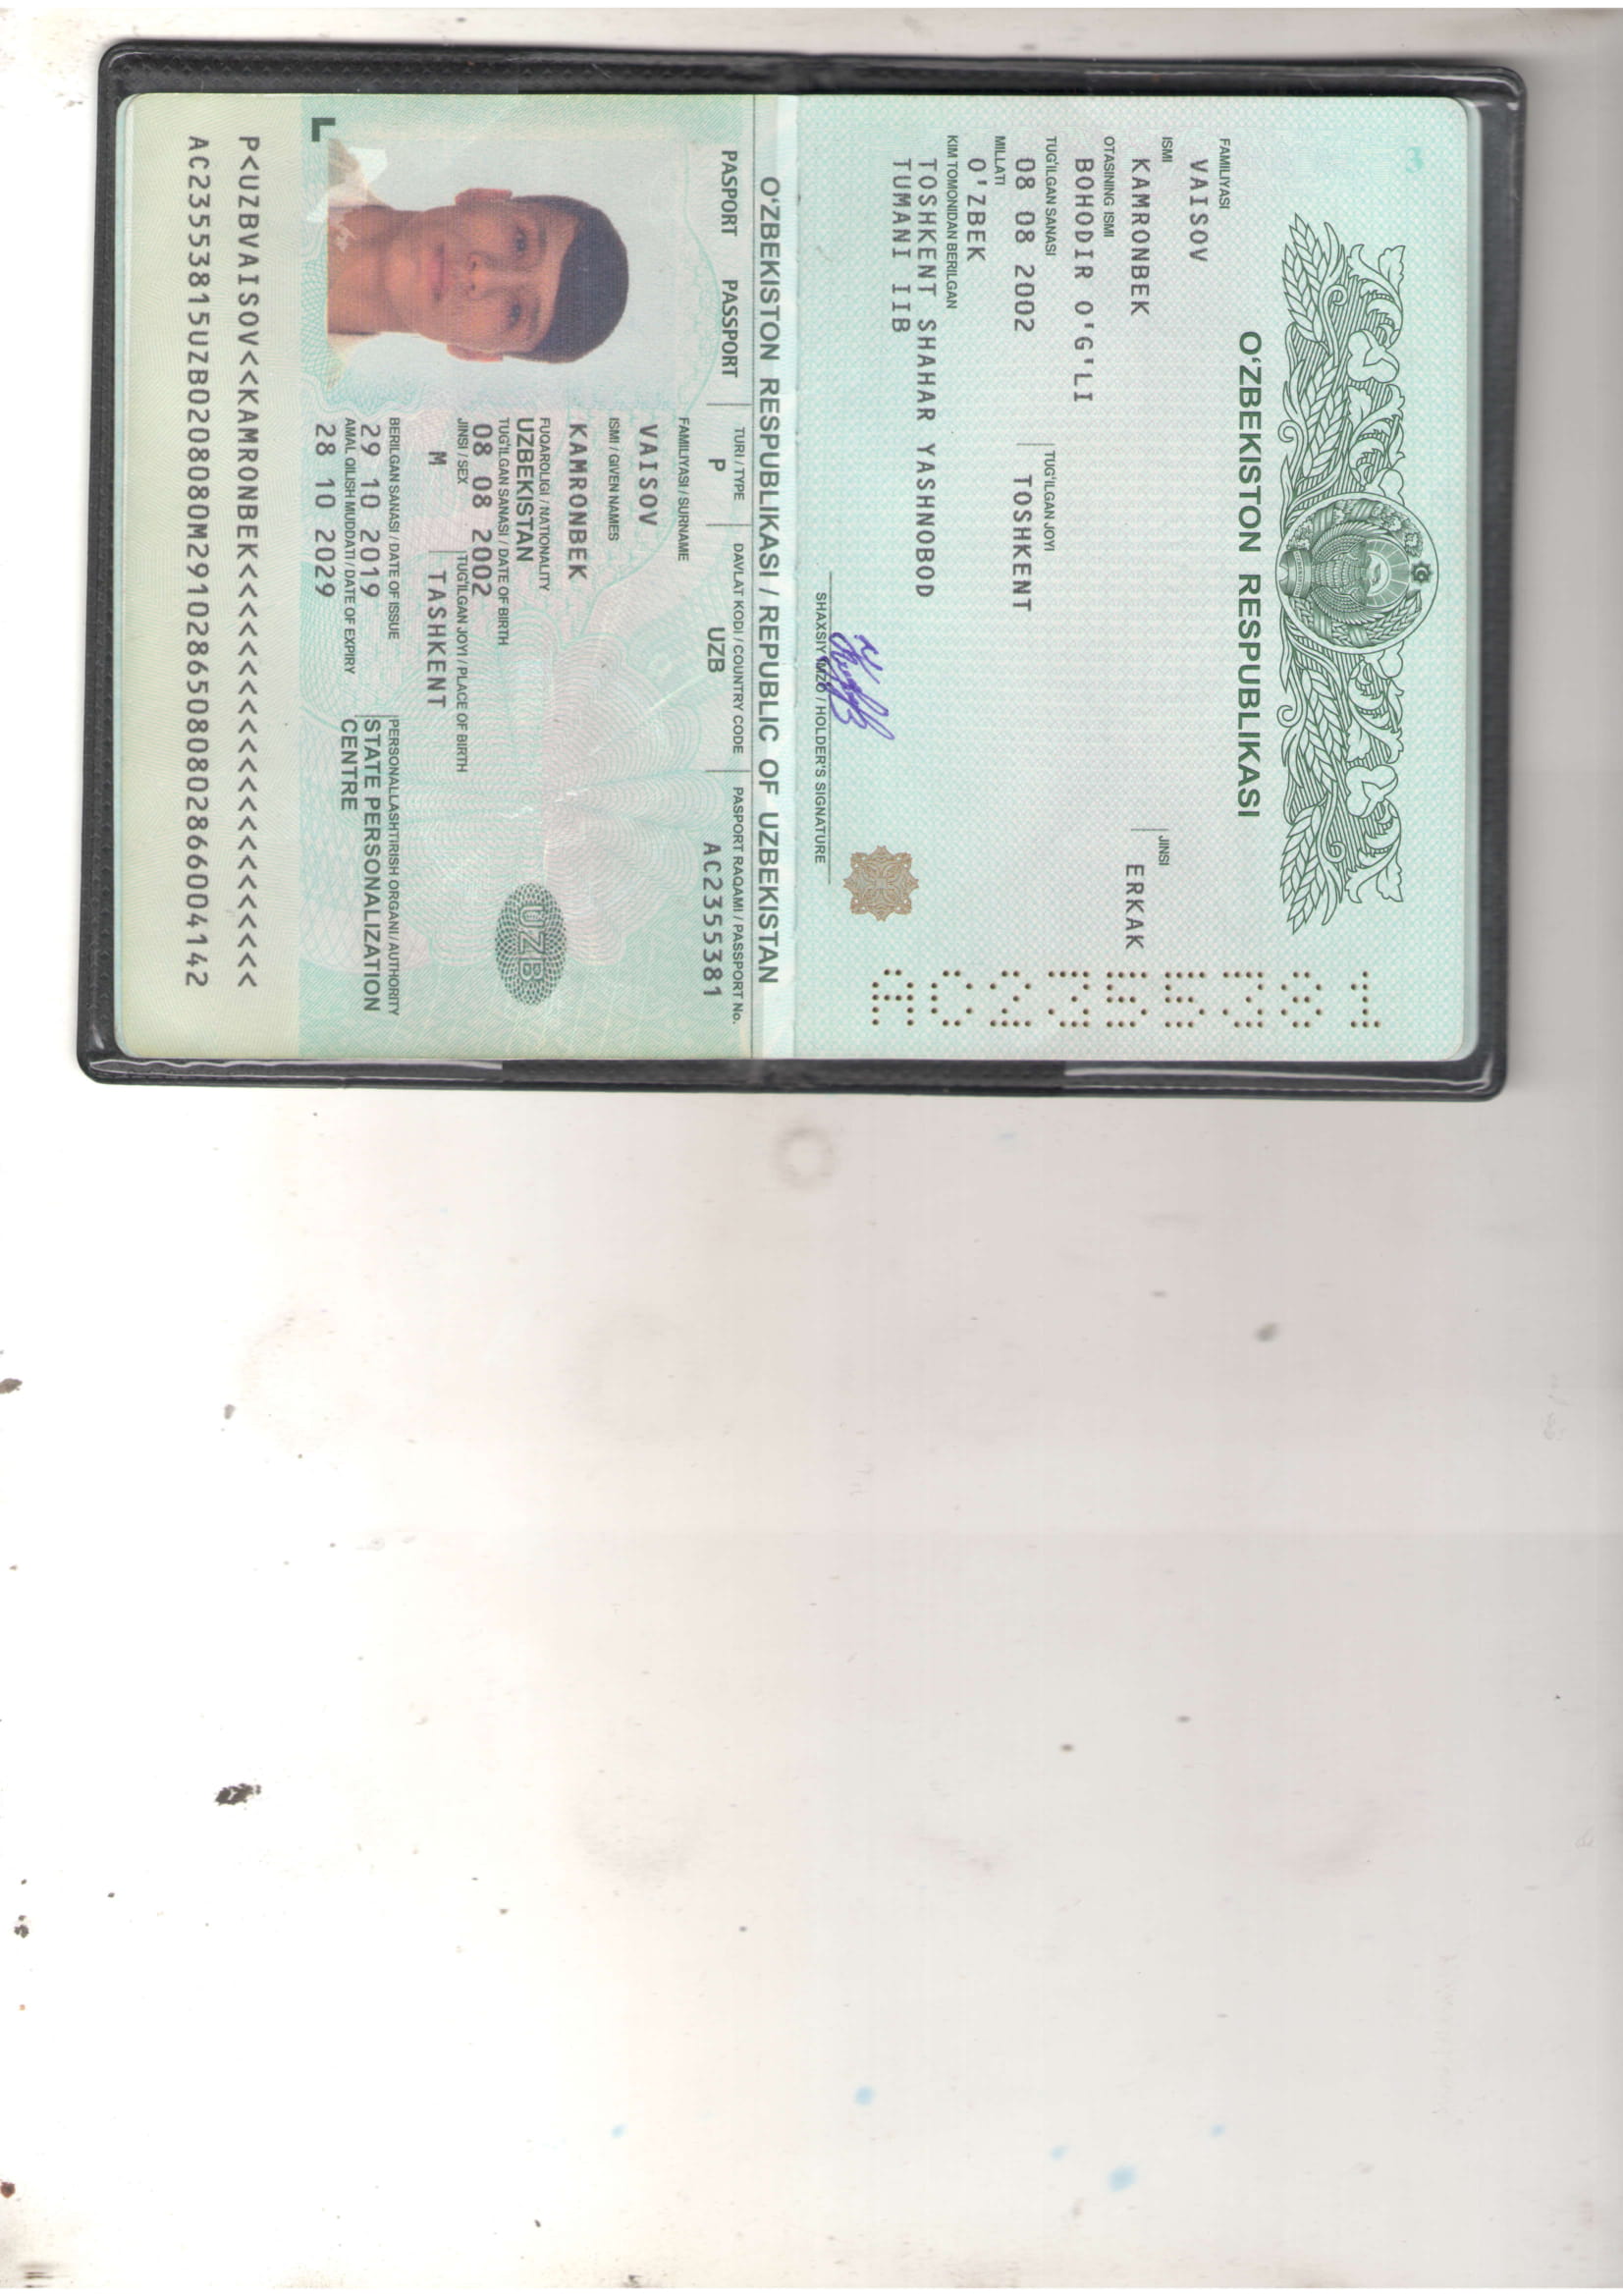 O‘ZBEKISTON RESPUBLIKASI
FAMILIYASI
VAISOV
ISMI
KAMRONBEK
JINSI
ERKAK
OTASINING ISMI
BOHODIR O'G'LI
TUG‘ILGAN SANASI
08 08 2002
TUG‘ILGAN JOYI
TOSHKENT
MILLATI
O'ZBEK
KIM TOMONIDAN BERILGAN
TOSHKENT SHAHAR YASHNOBOD
TUMANI IIB
SHAXSIY IMZO / HOLDER'S SIGNATURE
AC2355381
O‘ZBEKISTON RESPUBLIKASI / REPUBLIC OF UZBEKISTAN
PASPORT PASSPORT
TURI / TYPE
P
DAVLAT KODI / COUNTRY CODE
UZB
PASPORT RAQAMI / PASSPORT No.
AC2355381
FAMILIYASI / SURNAME
VAISOV
ISMI / GIVEN NAMES
KAMRONBEK
FUQAROLIGI / NATIONALITY
UZBEKISTAN
UZB
TUG‘ILGAN SANASI / DATE OF BIRTH
08 08 2002
JINSI / SEX
M
TUG‘ILGAN JOYI / PLACE OF BIRTH
TASHKENT
BERILGAN SANASI / DATE OF ISSUE
29 10 2019
PERSONALLASHTIRISH ORGANI / AUTHORITY
STATE PERSONALIZATION
CENTRE
AMAL QILISH MUDDATI / DATE OF EXPIRY
28 10 2029
P<UZBVAISOV<<KAMRONBEK<<<<<<<<<<<<<<<<<<<<<<
AC23553815UZB0208080M29102865080802866004142